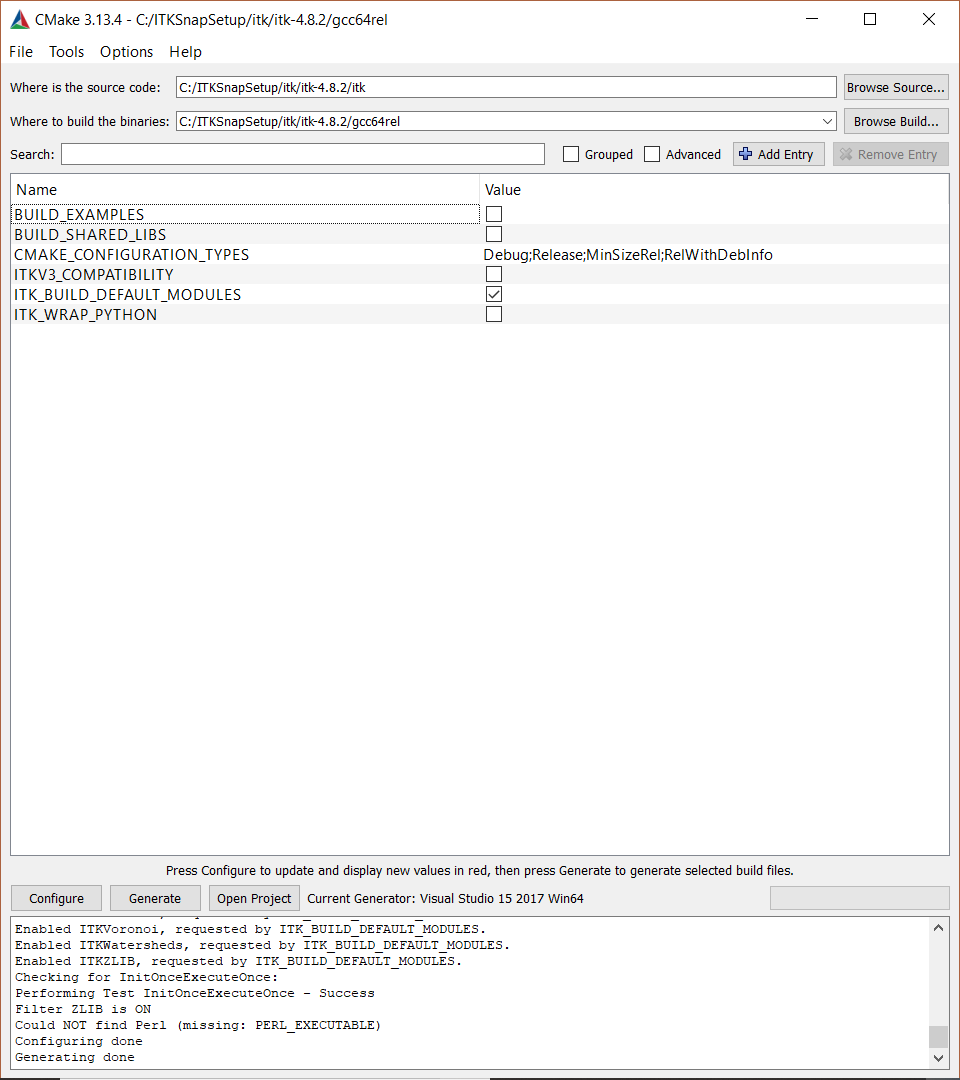 CMake 3.13.4 - C:/ITKSnapSetup/itk/itk-4.8.2/gcc64rel
File Tools Options Help
Where is the source code: C:/ITKSnapSetup/itk/itk-4.8.2/itk Browse Source...
Where to build the binaries: C:/ITKSnapSetup/itk/itk-4.8.2/gcc64rel Browse Build...
Search: Grouped Advanced Add Entry Remove Entry
Name Value
BUILD_EXAMPLES
BUILD_SHARED_LIBS
CMAKE_CONFIGURATION_TYPES Debug;Release;MinSizeRel;RelWithDebInfo
ITKV3_COMPATIBILITY
ITK_BUILD_DEFAULT_MODULES
ITK_WRAP_PYTHON
Press Configure to update and display new values in red, then press Generate to generate selected build files.
Configure Generate Open Project Current Generator: Visual Studio 15 2017 Win64
Enabled ITKVoronoi, requested by ITK_BUILD_DEFAULT_MODULES.
Enabled ITKWatersheds, requested by ITK_BUILD_DEFAULT_MODULES.
Enabled ITKZLIB, requested by ITK_BUILD_DEFAULT_MODULES.
Checking for InitOnceExecuteOnce:
Performing Test InitOnceExecuteOnce - Success
Filter ZLIB is ON
Could NOT find Perl (missing: PERL_EXECUTABLE)
Configuring done
Generating done